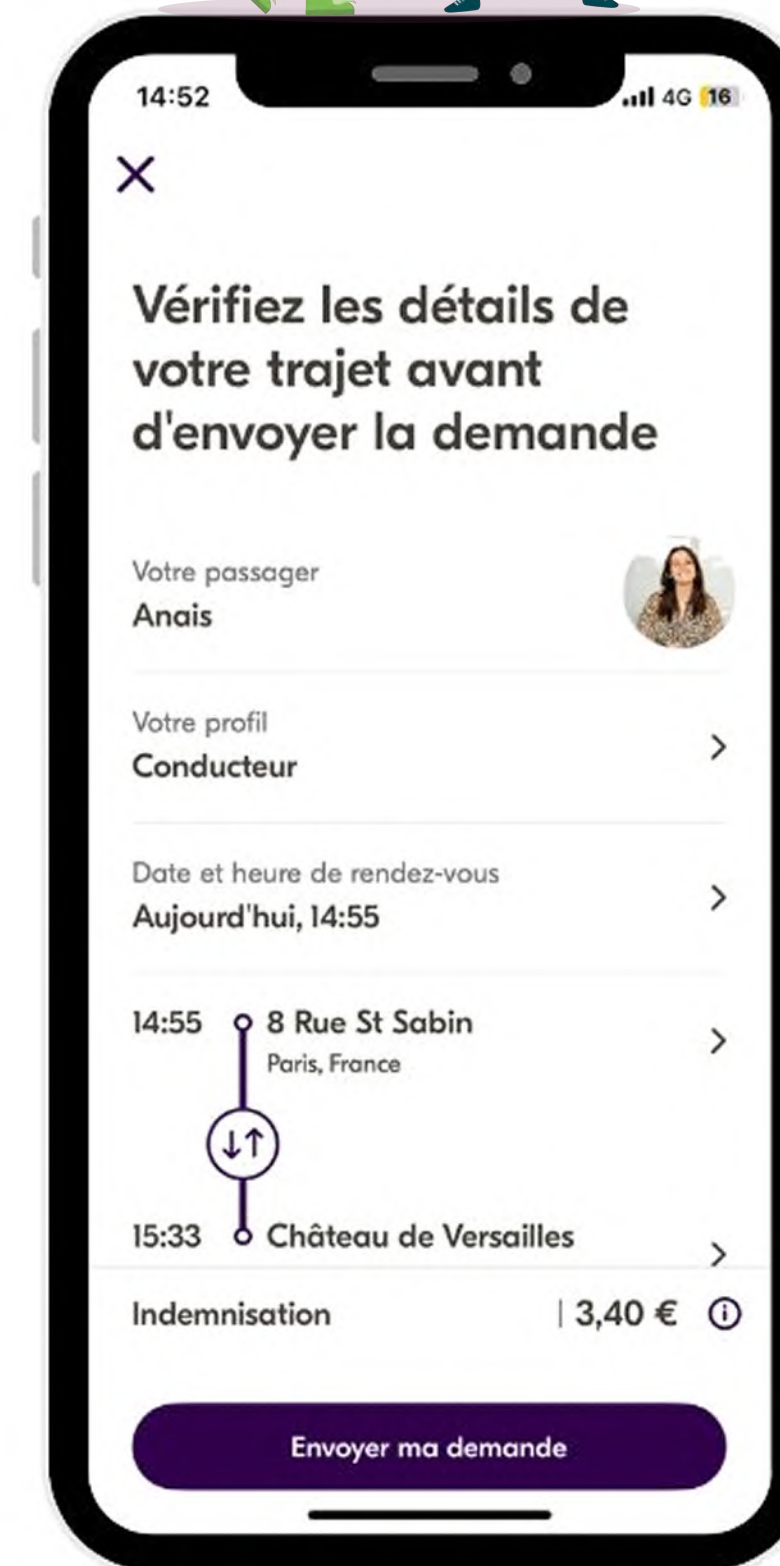 14:52
4G 16
Vérifiez les détails de
votre trajet avant
d'envoyer la demande
Votre passager
Anais
Votre profil
Conducteur
Date et heure de rendez-vous
Aujourd'hui, 14:55
14:55 8 Rue St Sabin
Paris, France
15:33 Château de Versailles
Indemnisation | 3,40 €
Envoyer ma demande